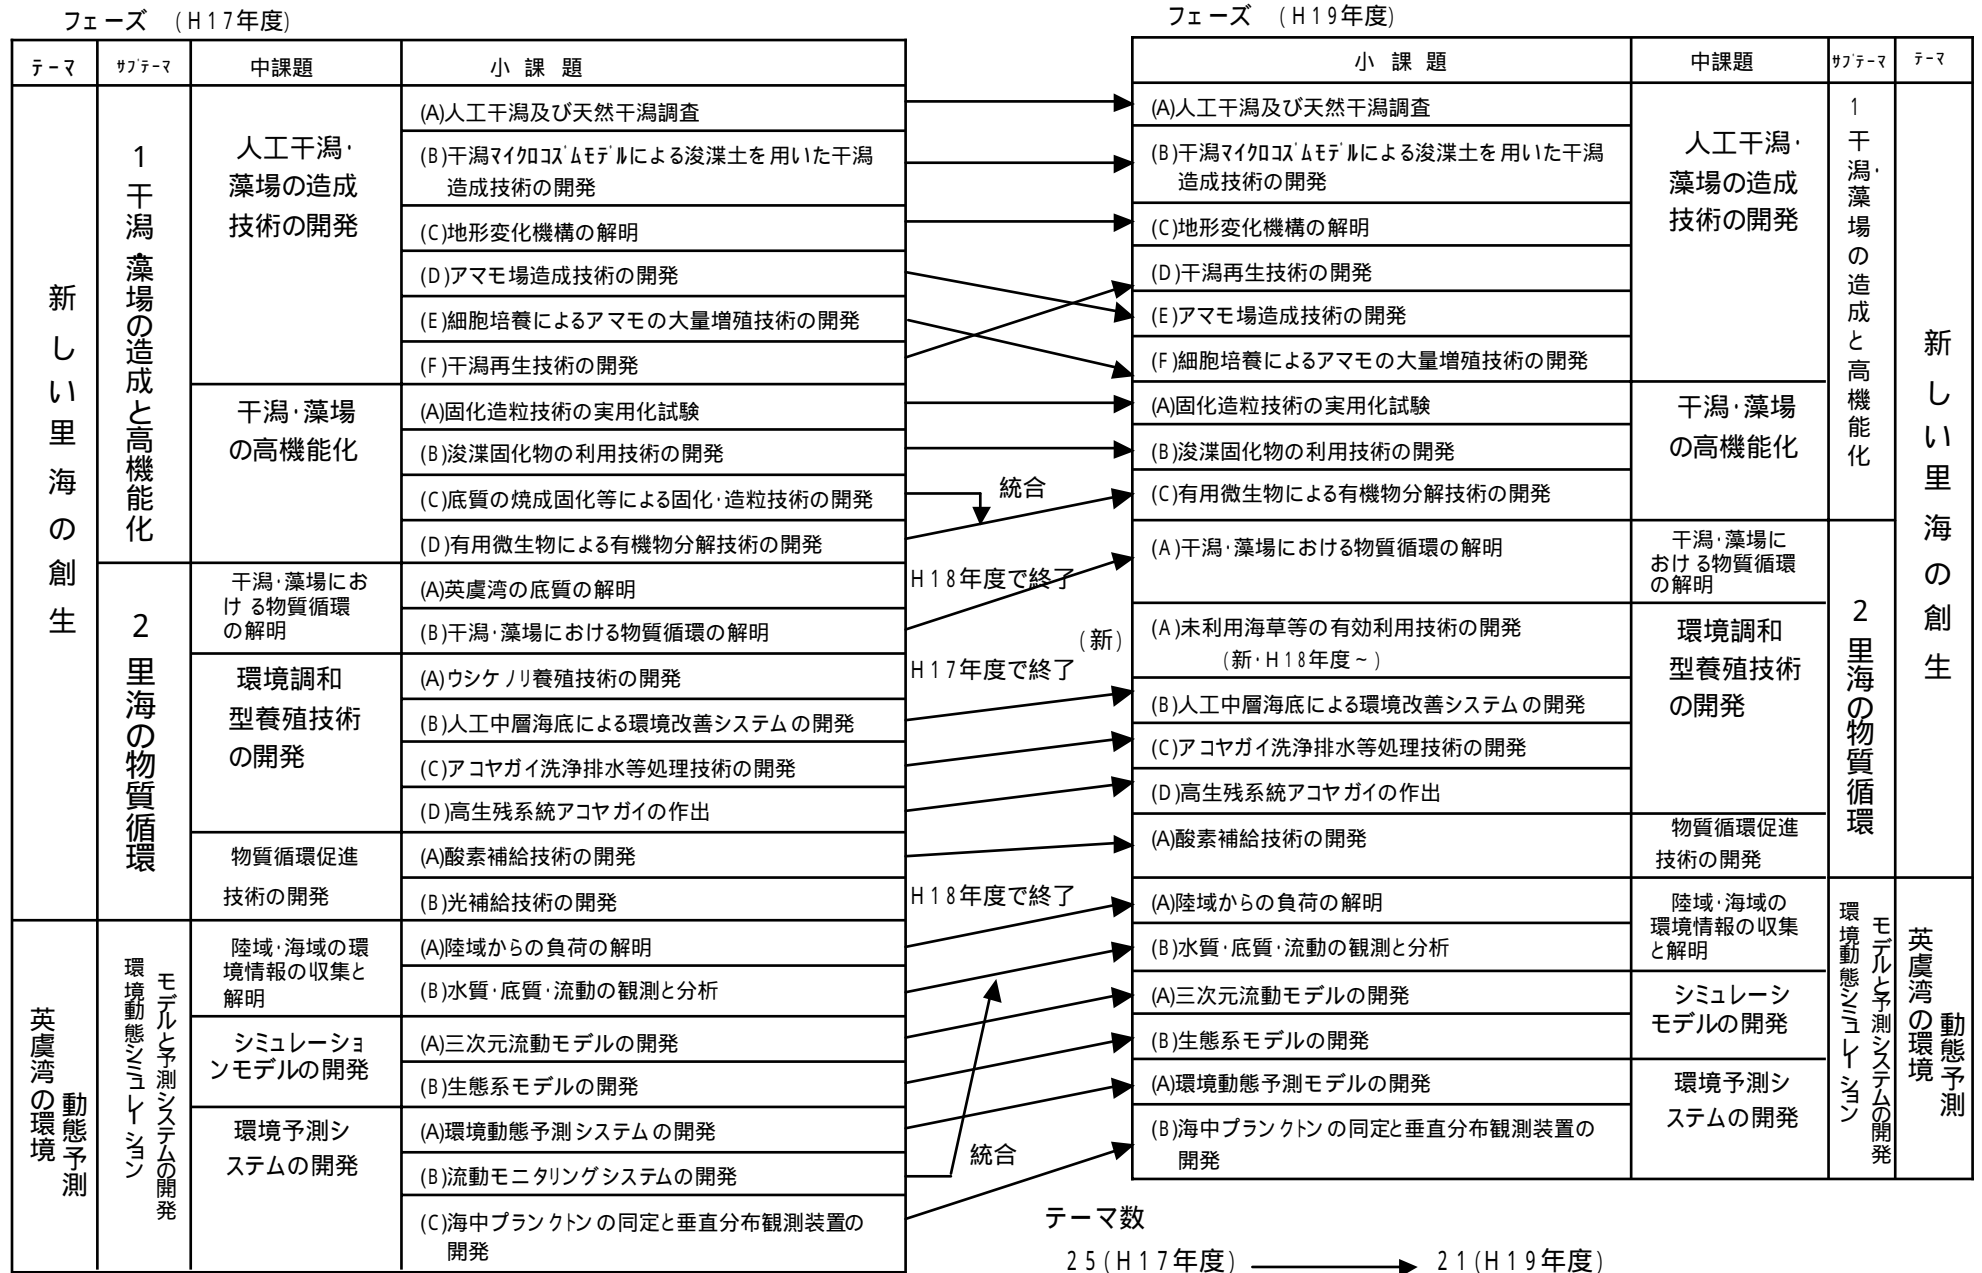 フェーズ (H17年度)
テーマ
サブテーマ
中課題
小 課 題
新しい里海の創生
1 干潟・藻場の造成と高機能化
人工干潟・
藻場の造成
技術の開発
(A)人工干潟及び天然干潟調査
(B)干潟マイクロコズムモデルによる浚渫土を用いた干潟
造成技術の開発
(C)地形変化機構の解明
(D)アマモ場造成技術の開発
(E)細胞培養によるアマモの大量増殖技術の開発
(F)干潟再生技術の開発
干潟・藻場
の高機能化
(A)固化造粒技術の実用化試験
(B)浚渫固化物の利用技術の開発
(C)底質の焼成固化等による固化・造粒技術の開発
(D)有用微生物による有機物分解技術の開発
2 里海の物質循環
干潟・藻場にお
ける物質循環
の解明
(A)英虞湾の底質の解明
(B)干潟・藻場における物質循環の解明
環境調和
型養殖技術
の開発
(A)ウシケノリ養殖技術の開発
(B)人工中層海底による環境改善システムの開発
(C)アコヤガイ洗浄排水等処理技術の開発
(D)高生残系統アコヤガイの作出
物質循環促進
技術の開発
(A)酸素補給技術の開発
(B)光補給技術の開発
英虞湾の環境
動態予測
環境動態シミュレーション
モデルと予測システムの開発
陸域・海域の環
境情報の収集と
解明
(A)陸域からの負荷の解明
(B)水質・底質・流動の観測と分析
シミュレーショ
ンモデルの開発
(A)三次元流動モデルの開発
(B)生態系モデルの開発
環境予測シ
ステムの開発
(A)環境動態予測システムの開発
(B)流動モニタリングシステムの開発
(C)海中プランクトンの同定と垂直分布観測装置の
開発
統合
H18年度で終了
(新)
H17年度で終了
H18年度で終了
統合
フェーズ (H19年度)
小 課 題
中課題
サブテーマ
テーマ
(A)人工干潟及び天然干潟調査
(B)干潟マイクロコズムモデルによる浚渫土を用いた干潟
造成技術の開発
(C)地形変化機構の解明
(D)干潟再生技術の開発
(E)アマモ場造成技術の開発
(F)細胞培養によるアマモの大量増殖技術の開発
人工干潟・
藻場の造成
技術の開発
1 干潟・藻場の造成と高機能化
新しい里海の創生
(A)固化造粒技術の実用化試験
(B)浚渫固化物の利用技術の開発
(C)有用微生物による有機物分解技術の開発
干潟・藻場
の高機能化
(A)干潟・藻場における物質循環の解明
干潟・藻場に
おける物質循環
の解明
2 里海の物質循環
(A)未利用海草等の有効利用技術の開発
(新・H18年度~)
(B)人工中層海底による環境改善システムの開発
(C)アコヤガイ洗浄排水等処理技術の開発
(D)高生残系統アコヤガイの作出
環境調和
型養殖技術
の開発
(A)酸素補給技術の開発
物質循環促進
技術の開発
(A)陸域からの負荷の解明
(B)水質・底質・流動の観測と分析
陸域・海域の
環境情報の収集
と解明
環境動態シミュレーション
モデルと予測システムの開発
英虞湾の環境
動態予測
(A)三次元流動モデルの開発
(B)生態系モデルの開発
シミュレーシ
モデルの開発
(A)環境動態予測モデルの開発
(B)海中プランクトンの同定と垂直分布観測装置の
開発
環境予測シ
ステムの開発
テーマ数
25(H17年度) 21(H19年度)